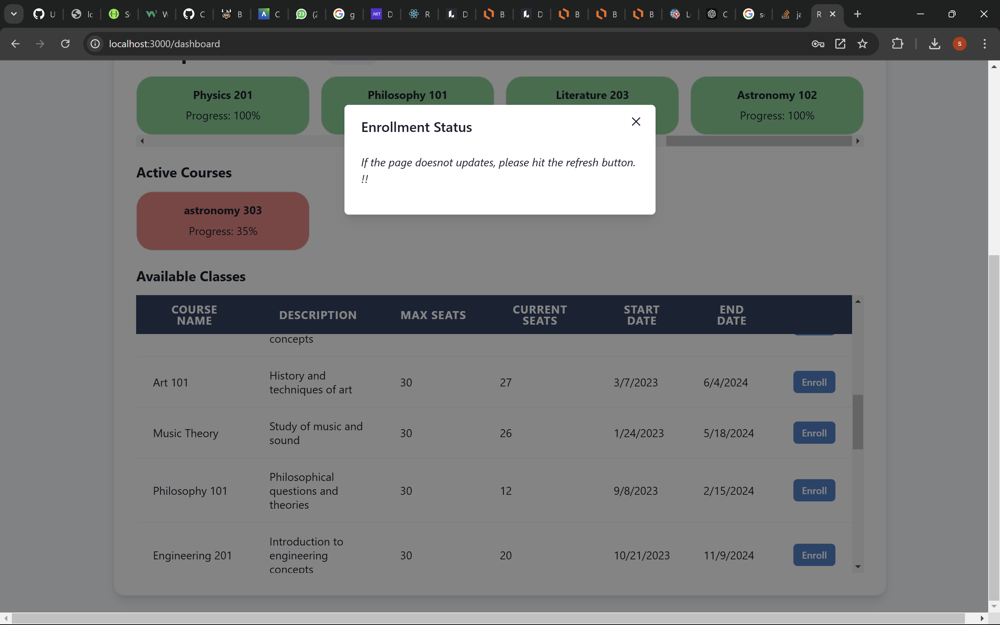 U
Ic
S
W
C
B
C
23
(2
g
.NET
D
R
D
B
D
B
B
B
L
C
s
ja
R
localhost:3000/dashboard
S
Physics 201
Progress: 100%
Philosophy 101
Literature 203
Astronomy 102
Progress: 100%
Enrollment Status
If the page doesnot updates, please hit the refresh button.
!!
Active Courses
astronomy 303
Progress: 35%
Available Classes
COURSE NAME DESCRIPTION MAX SEATS CURRENT SEATS START DATE END DATE
concepts
Art 101 History and techniques of art 30 27 3/7/2023 6/4/2024 Enroll
Music Theory Study of music and sound 30 26 1/24/2023 5/18/2024 Enroll
Philosophy 101 Philosophical questions and theories 30 12 9/8/2023 2/15/2024 Enroll
Engineering 201 Introduction to engineering concepts 30 20 10/21/2023 11/9/2024 Enroll